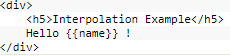 <div>
    <h5>Interpolation Example</h5>
    Hello {{name}} !
</div>